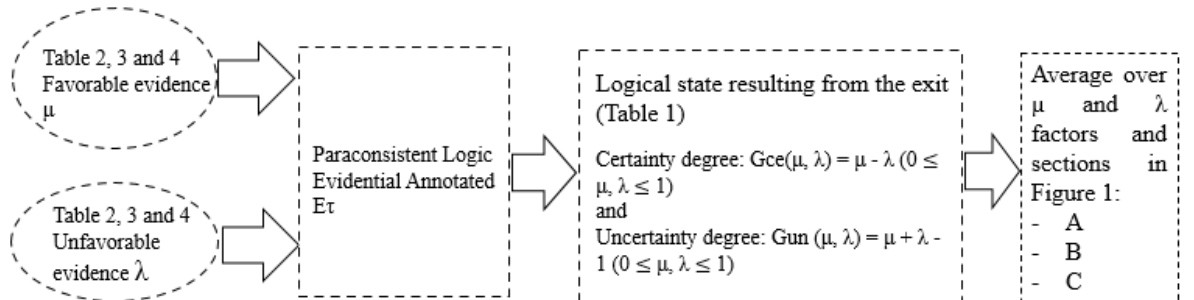 Table 2, 3 and 4
Favorable evidence
μ
Table 2, 3 and 4
Unfavorable
evidence λ
Paraconsistent Logic
Evidential Annotated
Eτ
Logical state resulting from the exit
(Table 1)
Certainty degree: Gce(μ, λ) = μ - λ (0 ≤
μ, λ ≤ 1)
and
Uncertainty degree: Gun (μ, λ) = μ + λ -
1 (0 ≤ μ, λ ≤ 1)
Average over
μ and λ
factors and
sections in
Figure 1:
- A
- B
- C